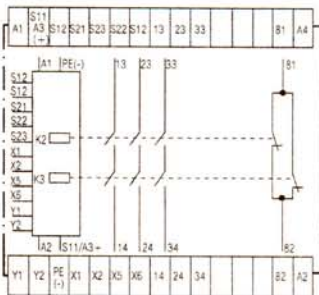 A1 S11 A3 (+) S12 S21 S23 S22 S12 13 23 33 81 A4
A1 PE(-) 13 23 33 81
S12
S12
S21
S22
S23
X1
X2
X5
X6
Y1
Y2
K2
K3
A2 S11/A3+ 14 24 34 82
Y1 Y2 PE (-) X1 X2 X5 X6 14 24 34 82 A2